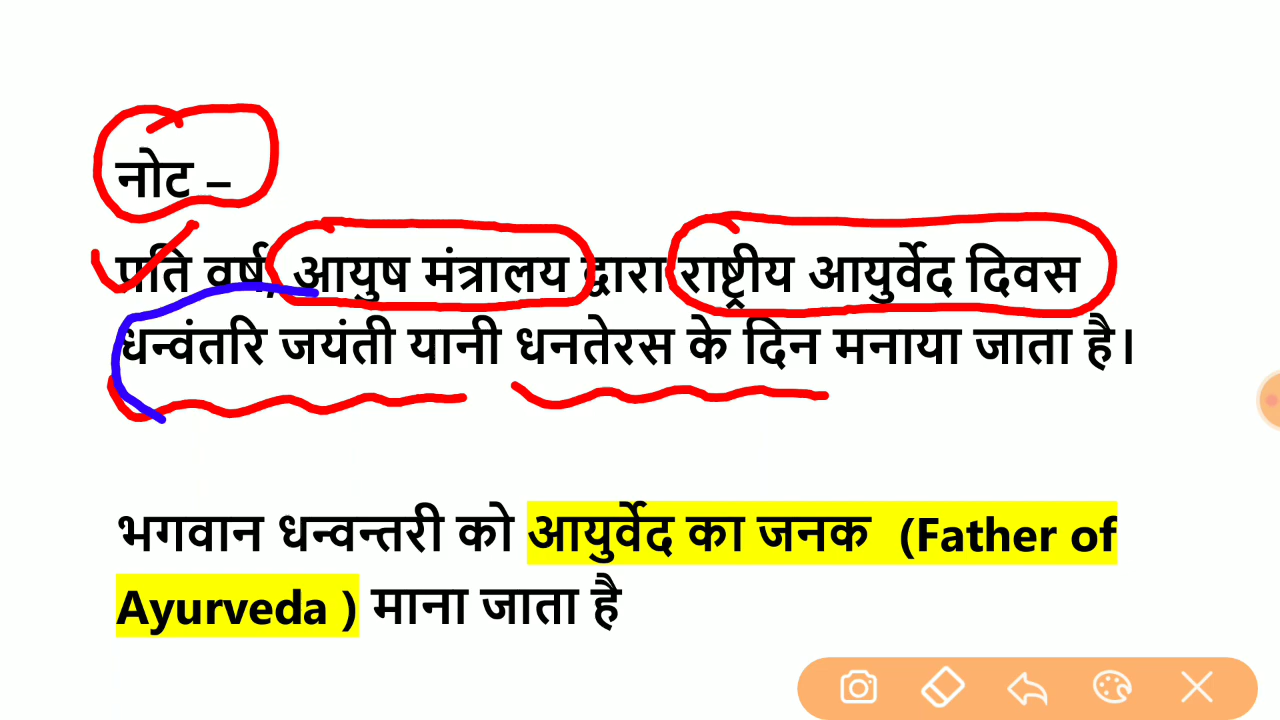 नोट –
प्रति वर्ष, आयुष मंत्रालय द्वारा राष्ट्रीय आयुर्वेद दिवस
धन्वंतरि जयंती यानी धनतेरस के दिन मनाया जाता है।
भगवान धन्वन्तरी को आयुर्वेद का जनक (Father of
Ayurveda ) माना जाता है